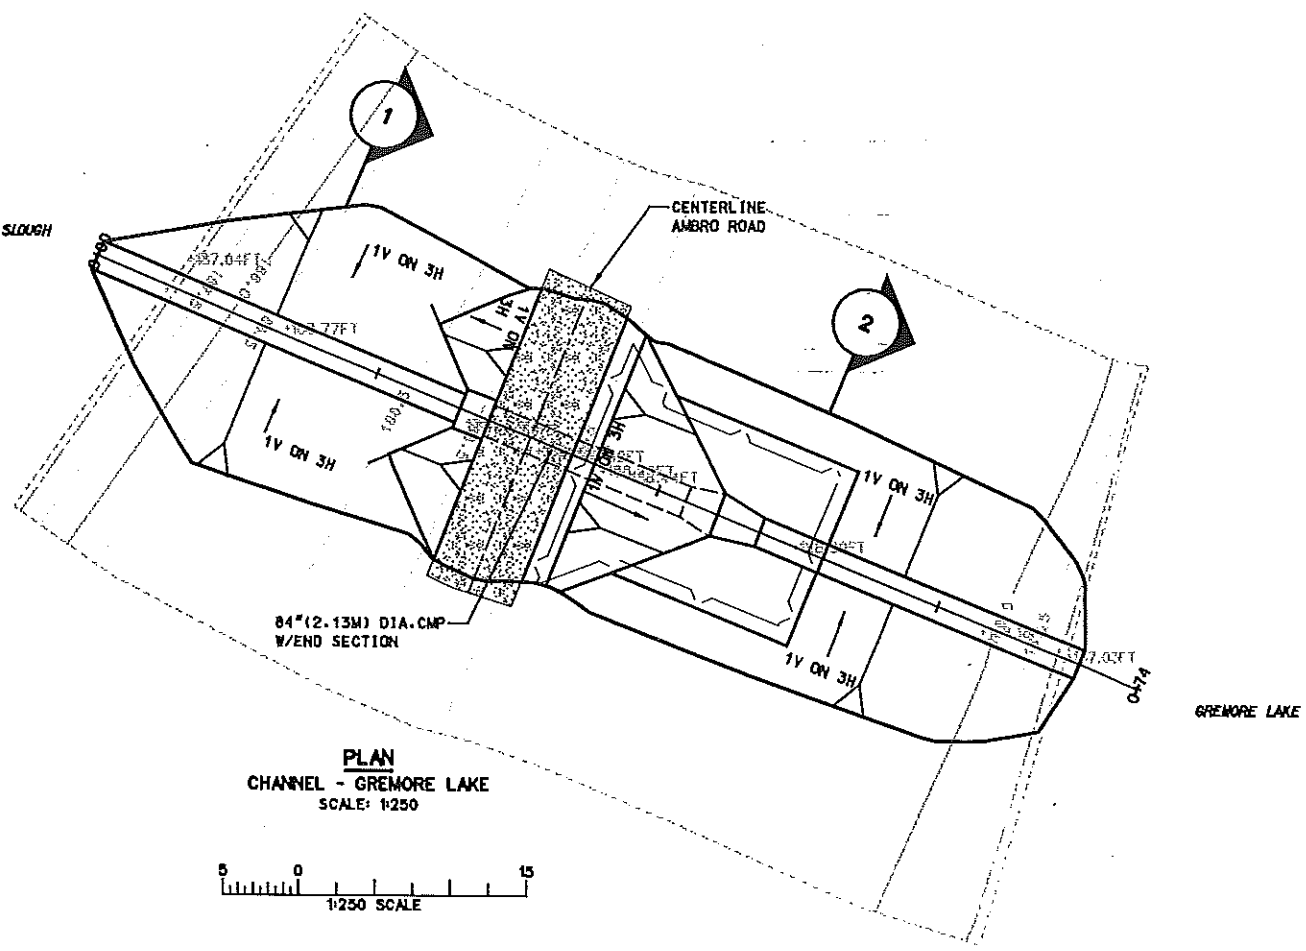 1
SLOUGH
CENTERLINE
AMBRO ROAD
0+00
1V ON 3H
1V ON
3H
2
1V ON 3H
1V ON 3H
1V ON 3H
1V ON 3H
84"(2.13M) DIA.CMP
W/END SECTION
0+74
GREMORE LAKE
PLAN
CHANNEL - GREMORE LAKE
SCALE: 1:250
5 0 15
1:250 SCALE